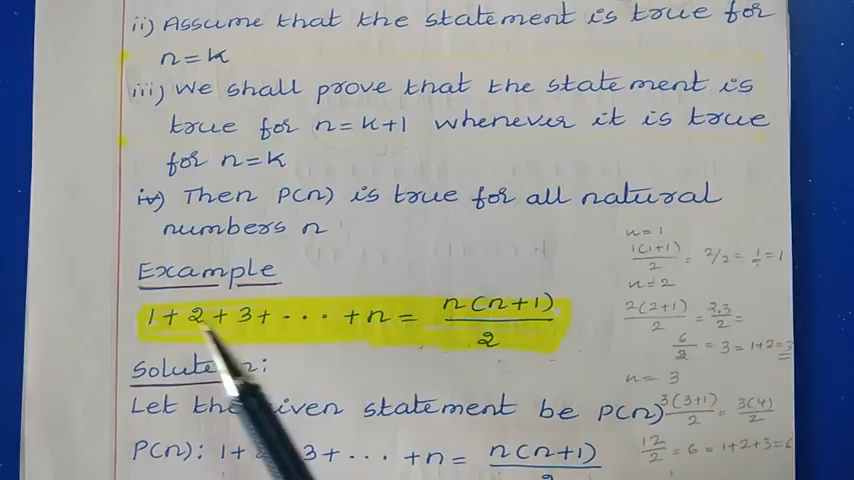 ii) Assume that the statement is true for
n=k
iii) We shall prove that the statement is
true for n=k+1 whenever it is true
for n=k
iv) Then P(n) is true for all natural
numbers n
Example
1+2+3+....+n= n(n+1)/2
Solution:
Let the given statement be P(n)
P(n): 1+2+3+....+n= n(n+1)/2
n=1
1(1+1)/2 = 2/2 = 1/1 = 1
n=2
2(2+1)/2 = 2.3/2 =
6/2 = 3 = 1+2=3
n=3
3(3+1)/2 = 3(4)/2
12/2 = 6 = 1+2+3=6